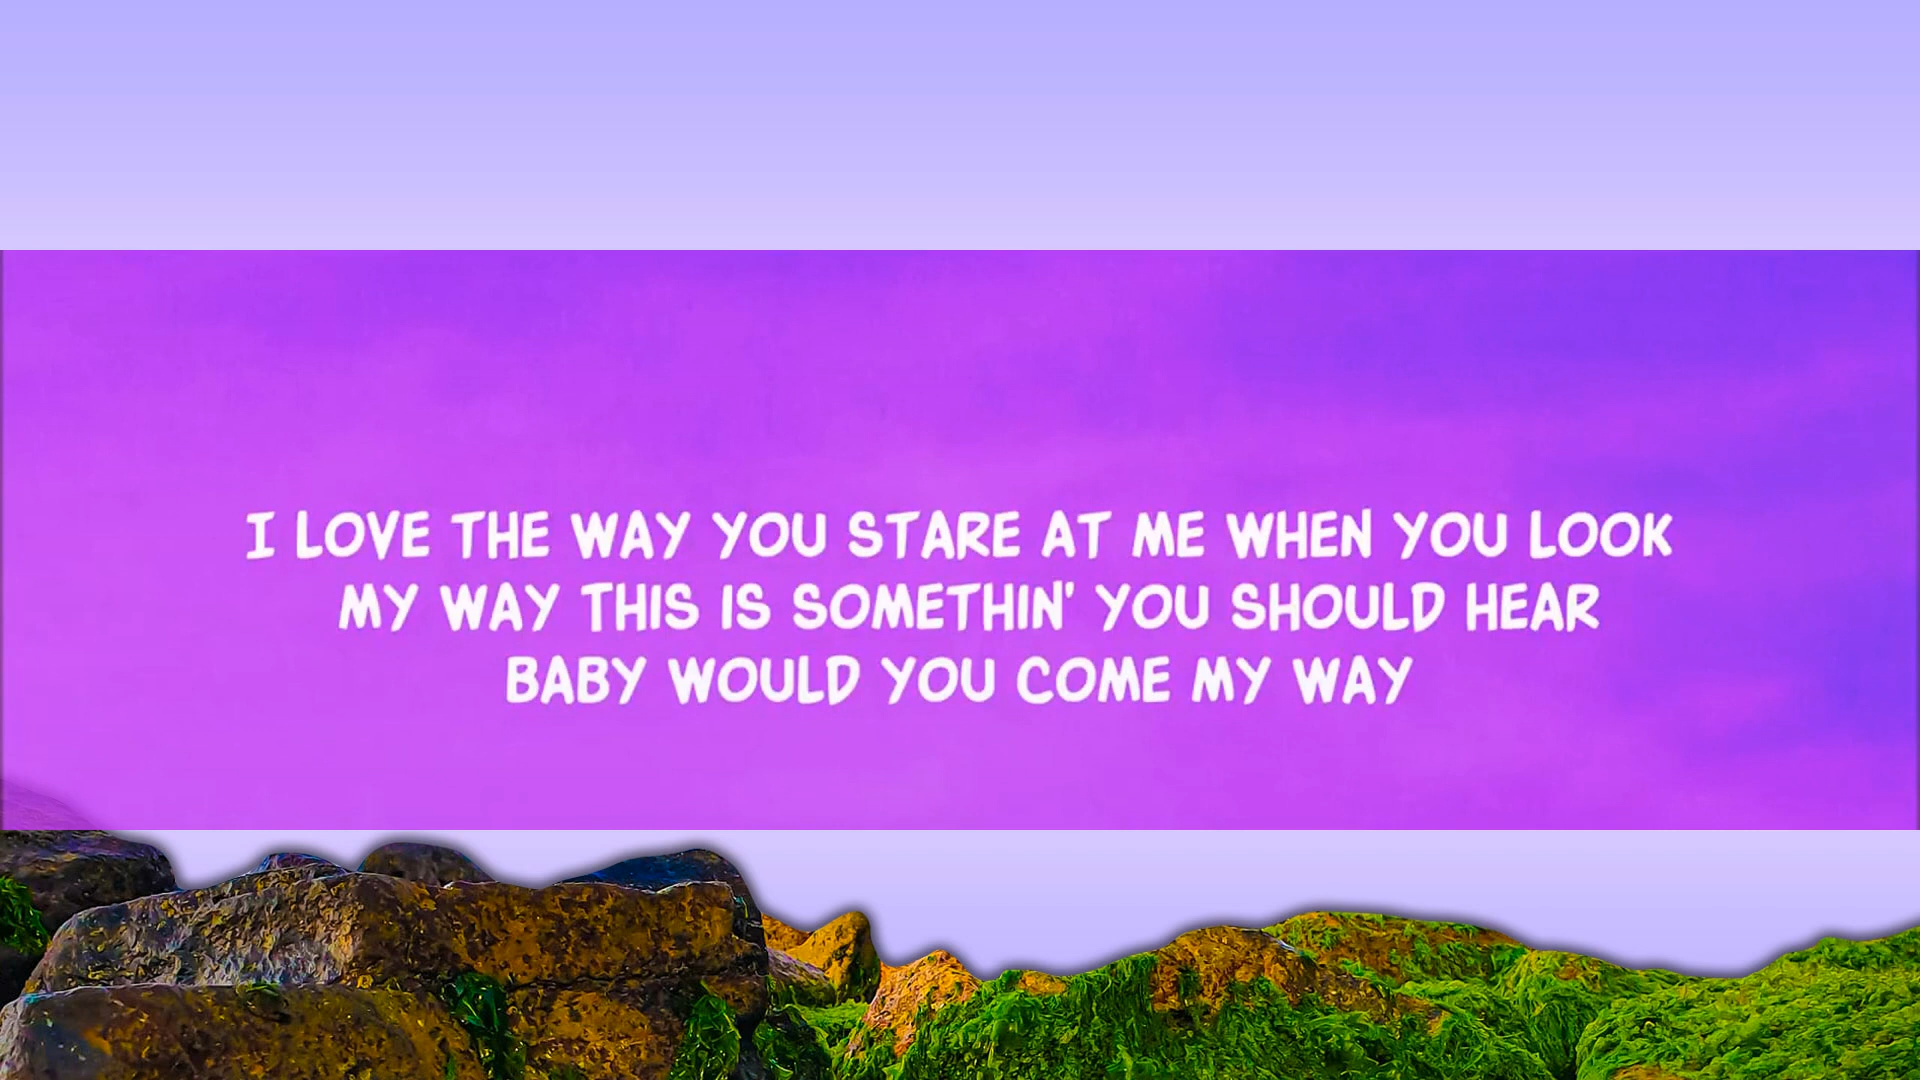 I LOVE THE WAY YOU STARE AT ME WHEN YOU LOOK
MY WAY THIS IS SOMETHIN' YOU SHOULD HEAR
BABY WOULD YOU COME MY WAY